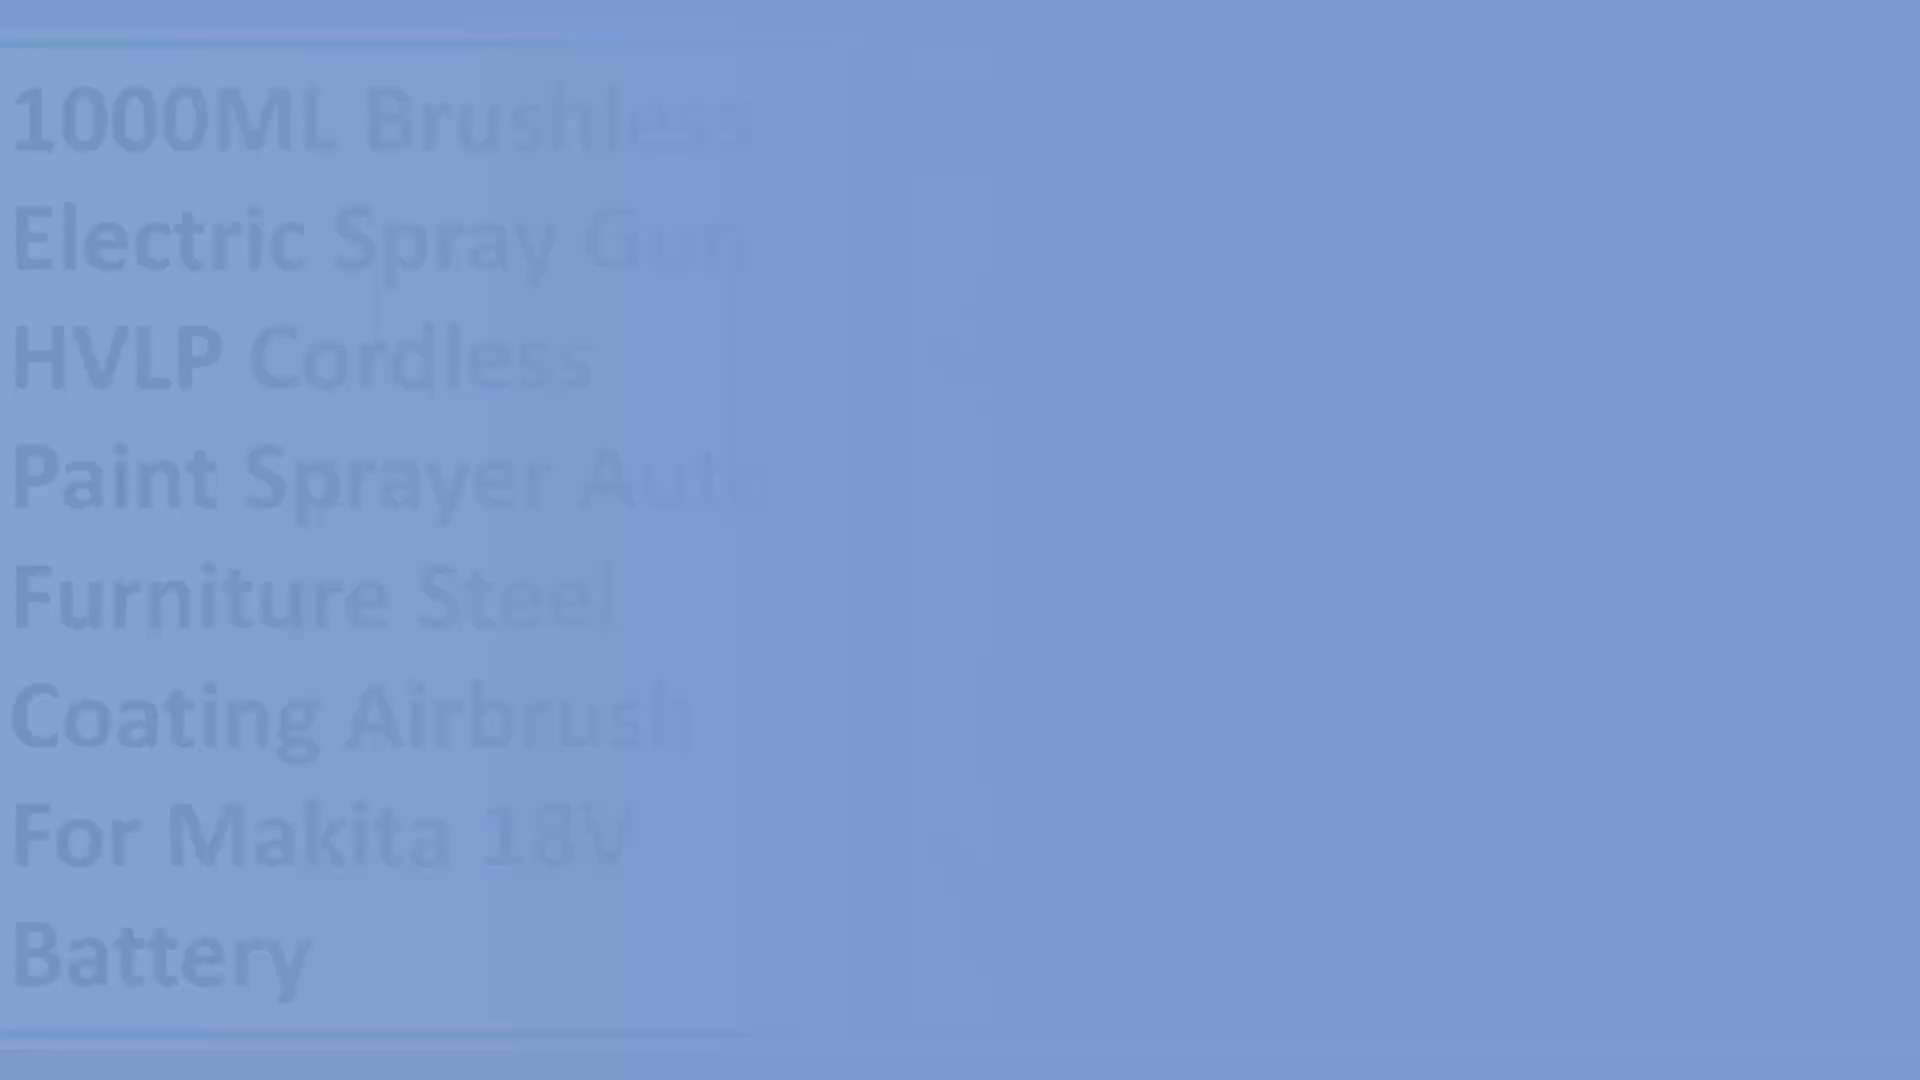 1000ML Brushless
Electric Spray Gun
HVLP Cordless
Paint Sprayer Auto
Furniture Steel
Coating Airbrush
For Makita 18V
Battery